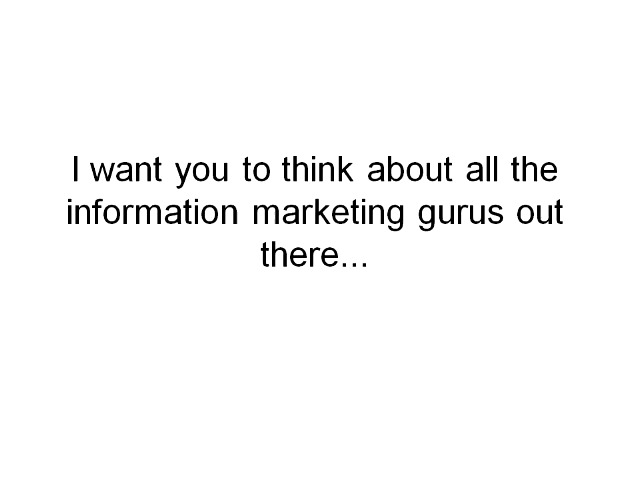 I want you to think about all the
information marketing gurus out
there...